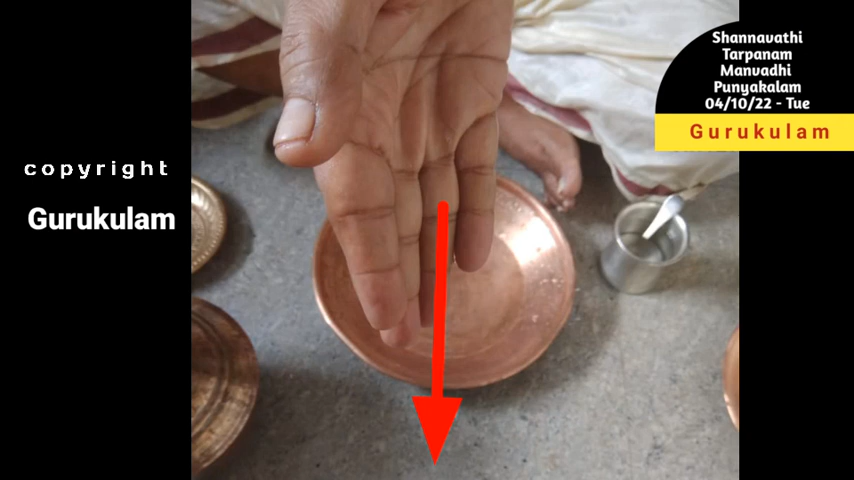 copyright
Gurukulam
Shannavathi
Tarpanam
Manvadhi
Punyakalam
04/10/22 - Tue
Gurukulam